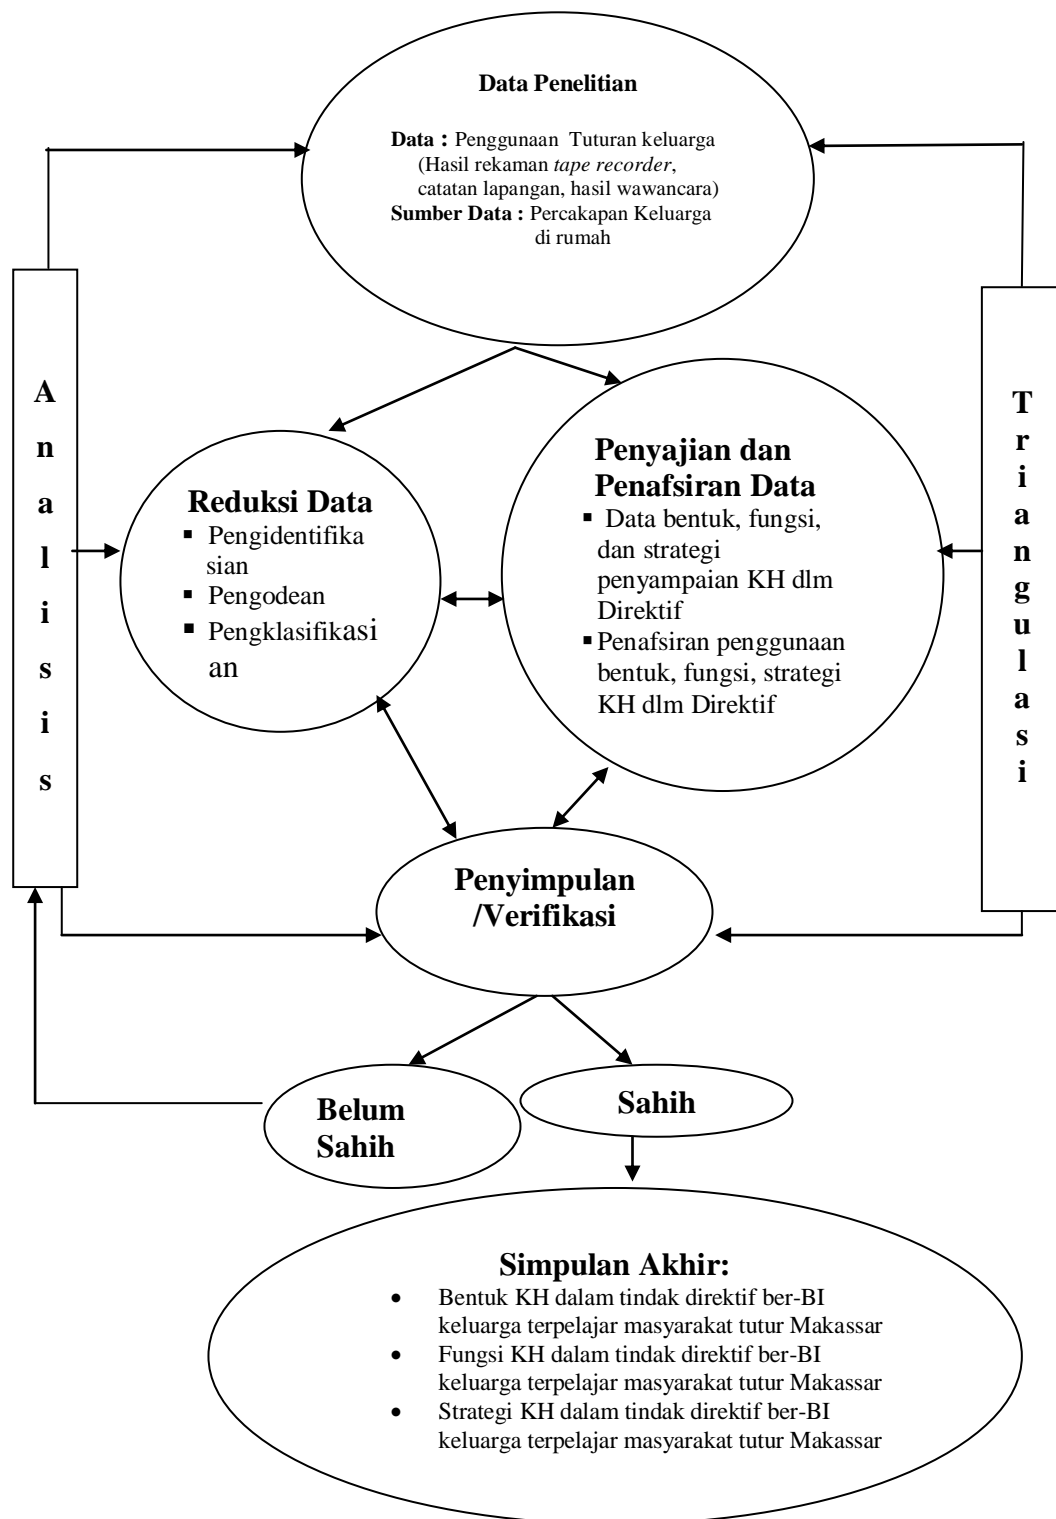 Data Penelitian
Data : Penggunaan Tuturan keluarga
(Hasil rekaman tape recorder,
catatan lapangan, hasil wawancara)
Sumber Data : Percakapan Keluarga
di rumah
Analisis
Triangulasi
Reduksi Data
▪ Pengidentifika
sian
▪ Pengodean
▪ Pengklasifikasi
an
Penyajian dan
Penafsiran Data
▪ Data bentuk, fungsi,
dan strategi
penyampaian KH dlm
Direktif
▪ Penafsiran penggunaan
bentuk, fungsi, strategi
KH dlm Direktif
Penyimpulan
/Verifikasi
Belum
Sahih
Sahih
Simpulan Akhir:
• Bentuk KH dalam tindak direktif ber-BI
keluarga terpelajar masyarakat tutur Makassar
• Fungsi KH dalam tindak direktif ber-BI
keluarga terpelajar masyarakat tutur Makassar
• Strategi KH dalam tindak direktif ber-BI
keluarga terpelajar masyarakat tutur Makassar